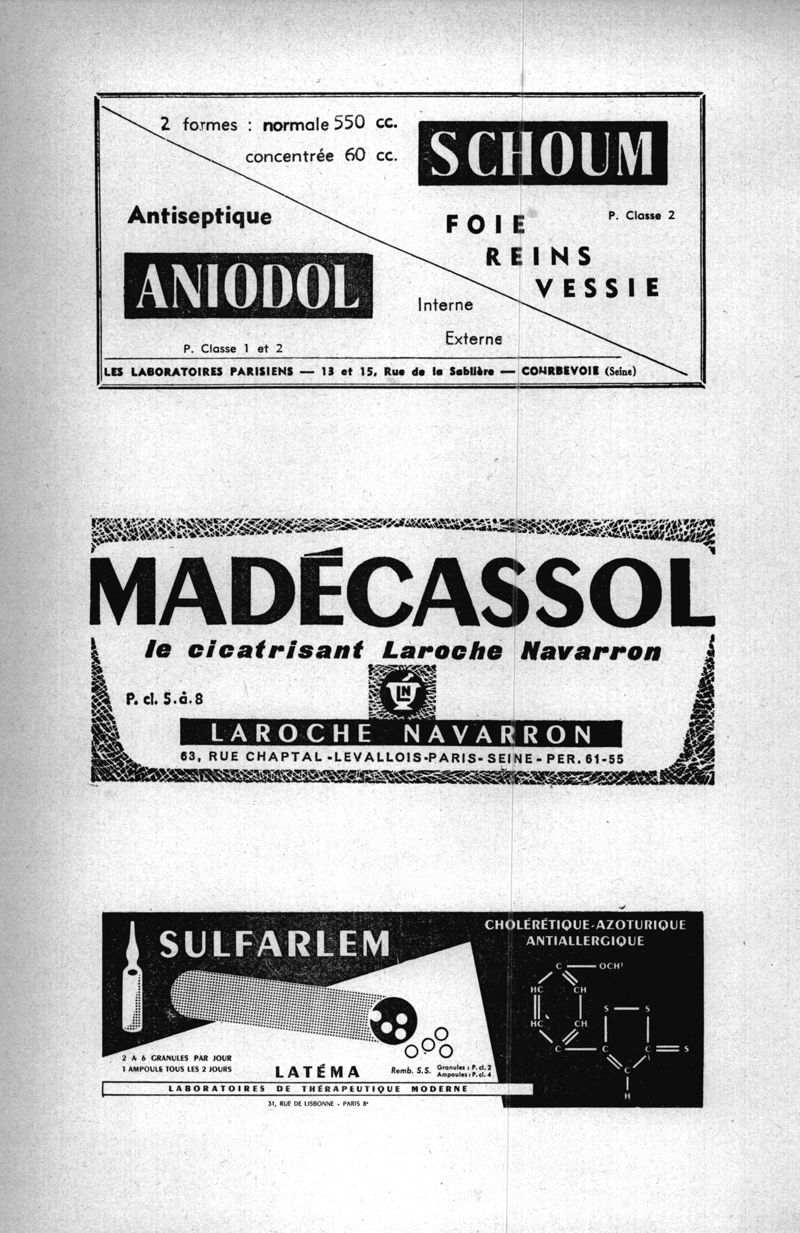 2 formes : normale 550 cc.
concentrée 60 cc.
SCHOUM
P. Classe 2
FOIE
REINS
VESSIE
Antiseptique
ANIODOL
Interne
Externe
P. Classe 1 et 2
LES LABORATOIRES PARISIENS — 13 et 15, Rue de la Sablière — COURBEVOIE (Seine)
MADÉCASSOL
le cicatrisant Laroche Navarron
P. cl. 5.à.8
LN
LAROCHE NAVARRON
63, RUE CHAPTAL-LEVALLOIS-PARIS-SEINE-PER. 61-55
SULFARLEM
CHOLÉRÉTIQUE-AZOTURIQUE
ANTIALLERGIQUE
C OCH³
HC CH
S S
HC CH
C C C S
C
H
2 A 6 GRANULES PAR JOUR
1 AMPOULE TOUS LES 2 JOURS
LATÉMA
Remb. S.S. Granules : P. cl. 2
Ampoules : P. cl. 4
LABORATOIRES DE THÉRAPEUTIQUE MODERNE
31, RUE DE LISBONNE - PARIS 8ᵉ